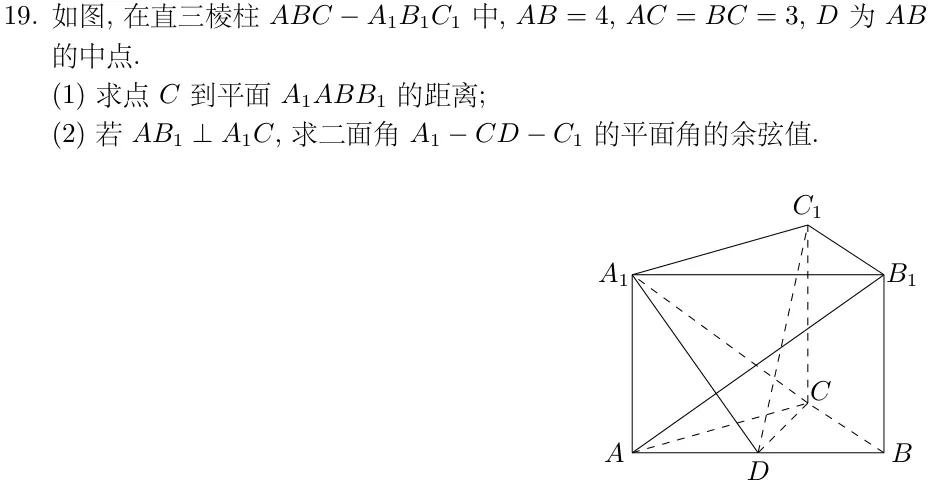 19. 如图, 在直三棱柱 ABC − A₁B₁C₁ 中, AB = 4, AC = BC = 3, D 为 AB
的中点.
(1) 求点 C 到平面 A₁ABB₁ 的距离;
(2) 若 AB₁ ⊥ A₁C, 求二面角 A₁ − CD − C₁ 的平面角的余弦值.
C₁
A₁
B₁
C
A
B
D